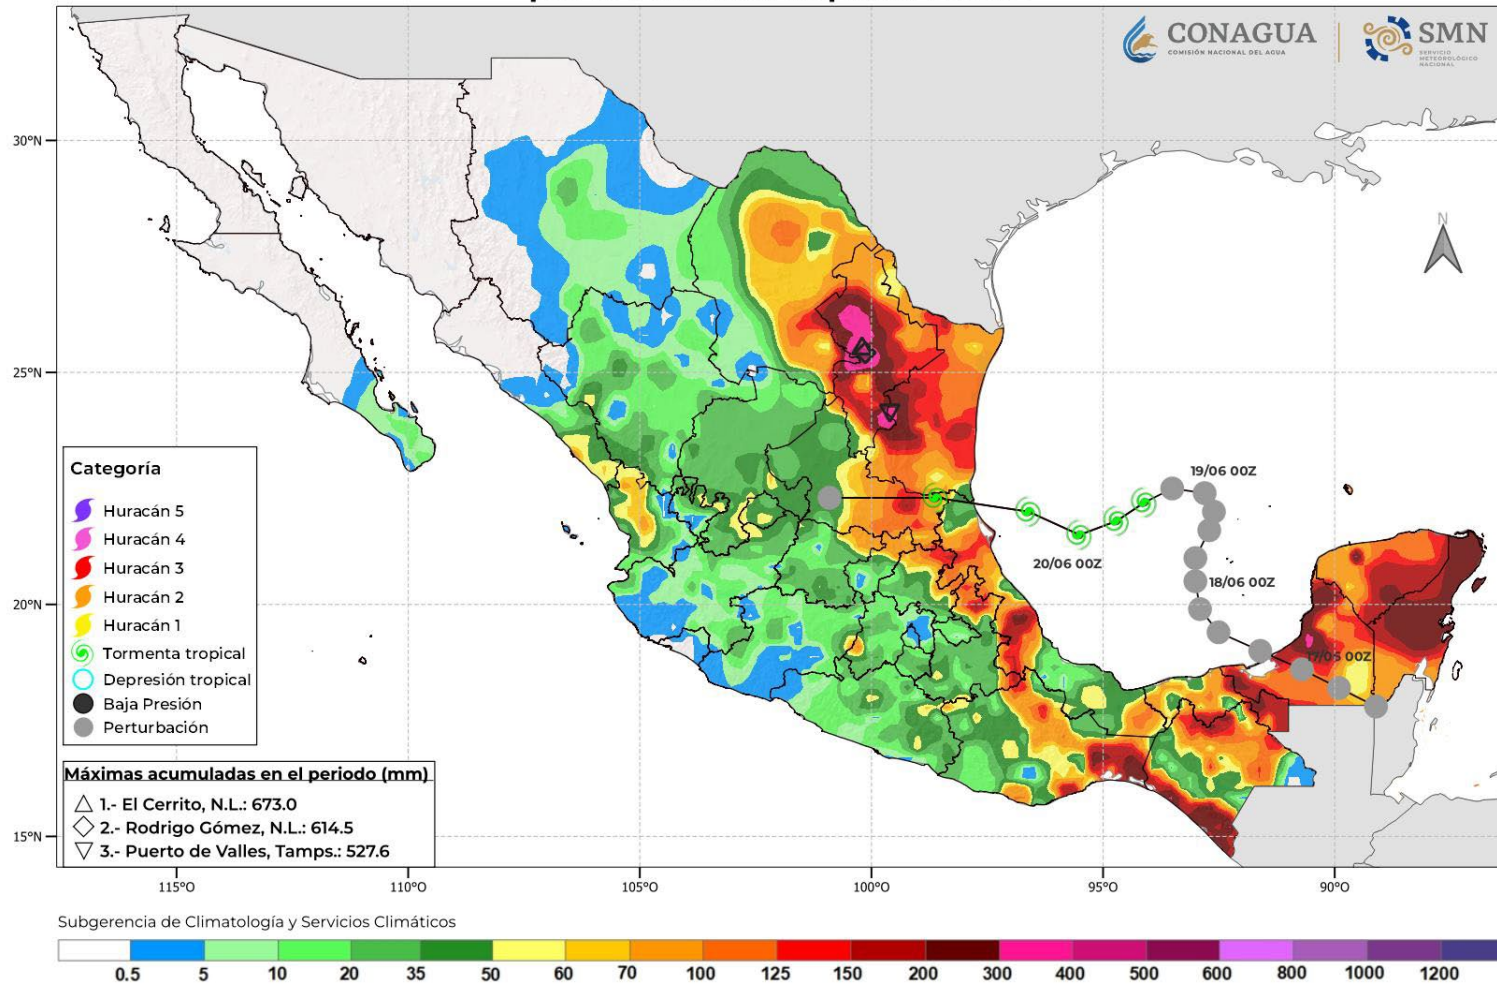 CONAGUA
COMISIÓN NACIONAL DEL AGUA
SMN
SERVICIO
METEOROLÓGICO
NACIONAL
N
30°N
25°N
20°N
15°N
19/06 00Z
20/06 00Z
18/06 00Z
17/06 00Z
Categoría
Huracán 5
Huracán 4
Huracán 3
Huracán 2
Huracán 1
Tormenta tropical
Depresión tropical
Baja Presión
Perturbación
Máximas acumuladas en el periodo (mm)
1.- El Cerrito, N.L.: 673.0
2.- Rodrigo Gómez, N.L.: 614.5
3.- Puerto de Valles, Tamps.: 527.6
115°O 110°O 105°O 100°O 95°O 90°O
Subgerencia de Climatología y Servicios Climáticos
0.5 5 10 20 35 50 60 70 100 125 150 200 300 400 500 600 800 1000 1200